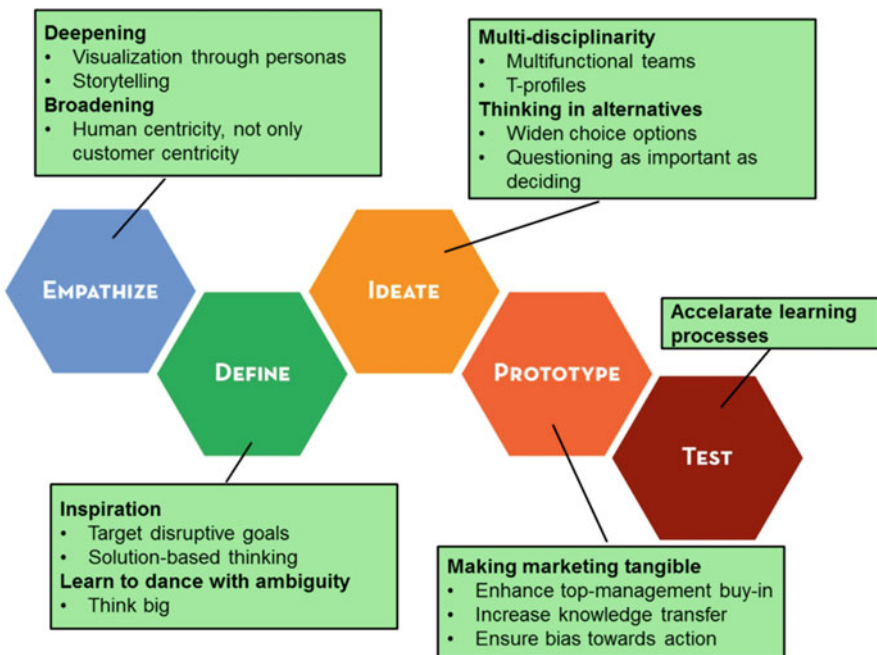 Deepening
• Visualization through personas
• Storytelling
Broadening
• Human centricity, not only
customer centricity
Multi-disciplinarity
• Multifunctional teams
• T-profiles
Thinking in alternatives
• Widen choice options
• Questioning as important as
deciding
EMPATHIZE
DEFINE
IDEATE
PROTOTYPE
TEST
Accelarate learning
processes
Inspiration
• Target disruptive goals
• Solution-based thinking
Learn to dance with ambiguity
• Think big
Making marketing tangible
• Enhance top-management buy-in
• Increase knowledge transfer
• Ensure bias towards action